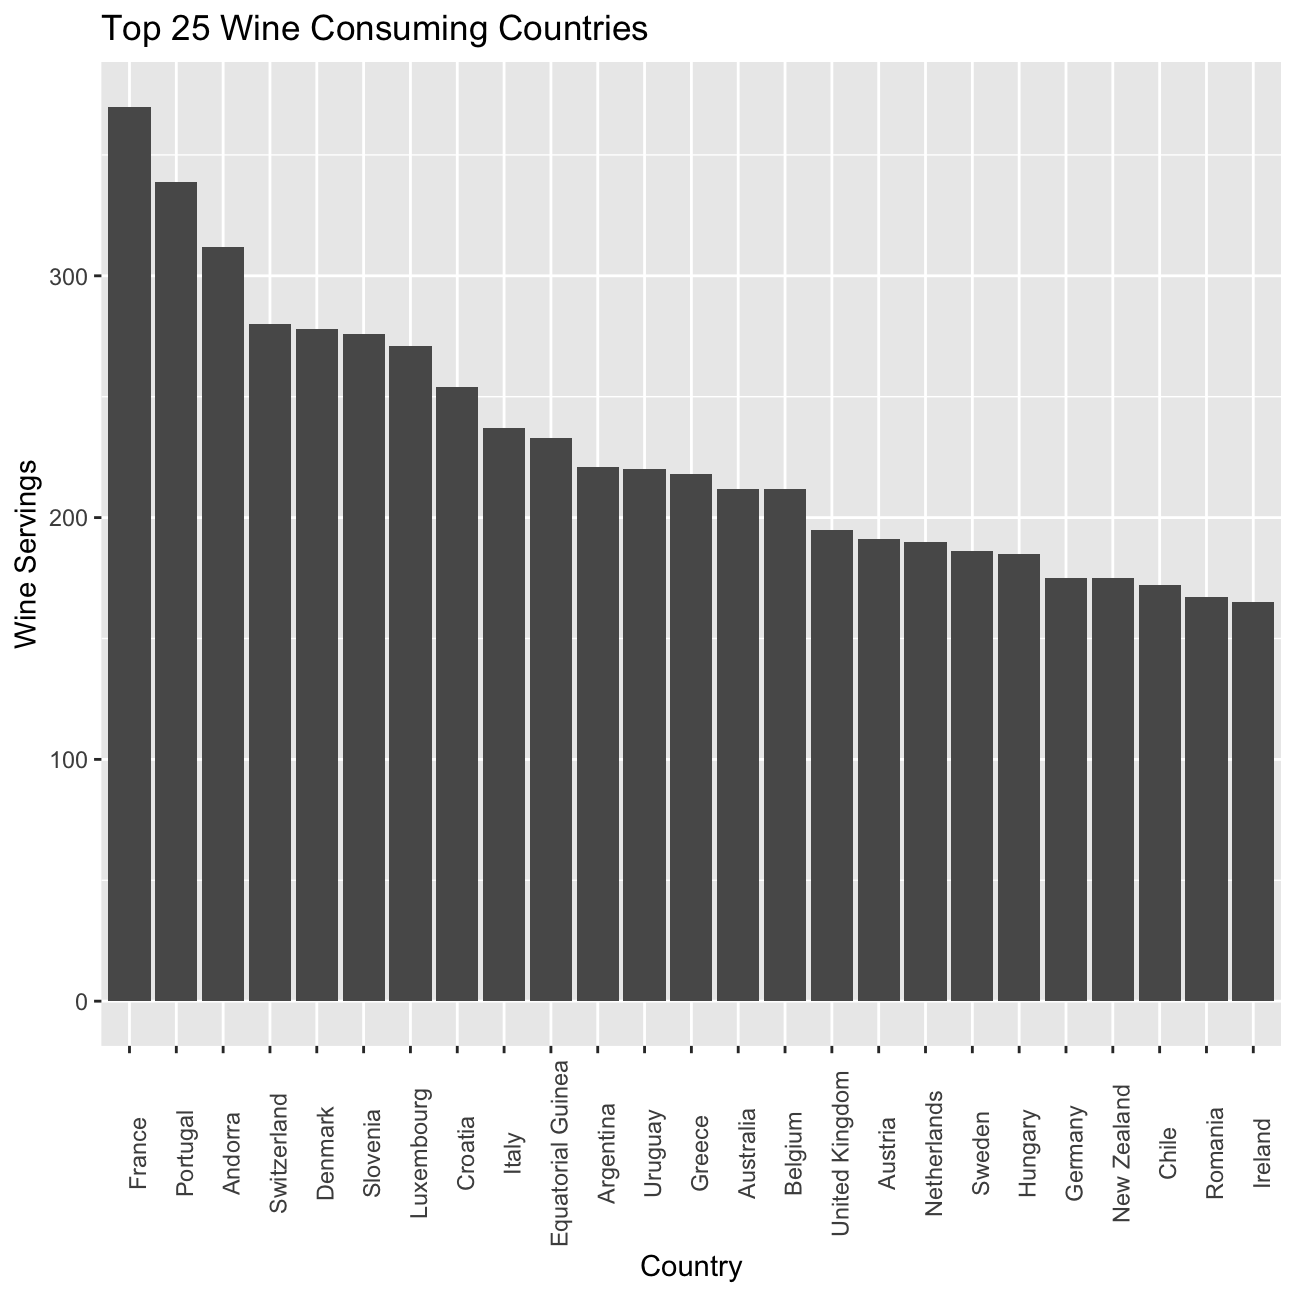 Top 25 Wine Consuming Countries
Wine Servings
300
200
100
0
France
Portugal
Andorra
Switzerland
Denmark
Slovenia
Luxembourg
Croatia
Italy
Equatorial Guinea
Argentina
Uruguay
Greece
Australia
Belgium
United Kingdom
Austria
Netherlands
Sweden
Hungary
Germany
New Zealand
Chile
Romania
Ireland
Country